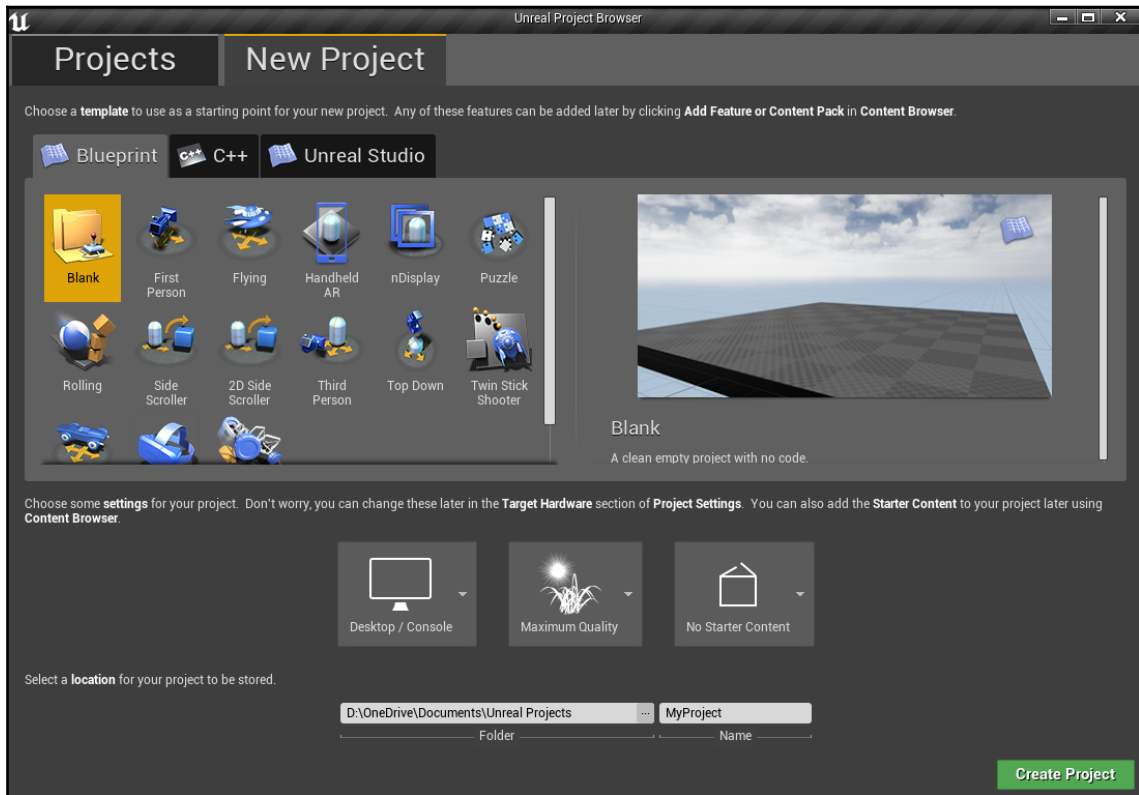 Unreal Project Browser
Projects
New Project
Choose a template to use as a starting point for your new project. Any of these features can be added later by clicking Add Feature or Content Pack in Content Browser.
Blueprint
C++
Unreal Studio
Blank
First
Person
Flying
Handheld
AR
nDisplay
Puzzle
Rolling
Side
Scroller
2D Side
Scroller
Third
Person
Top Down
Twin Stick
Shooter
Blank
A clean empty project with no code.
Choose some settings for your project. Don't worry, you can change these later in the Target Hardware section of Project Settings. You can also add the Starter Content to your project later using
Content Browser.
Desktop / Console
Maximum Quality
No Starter Content
Select a location for your project to be stored.
D:\OneDrive\Documents\Unreal Projects
...
MyProject
Folder
Name
Create Project